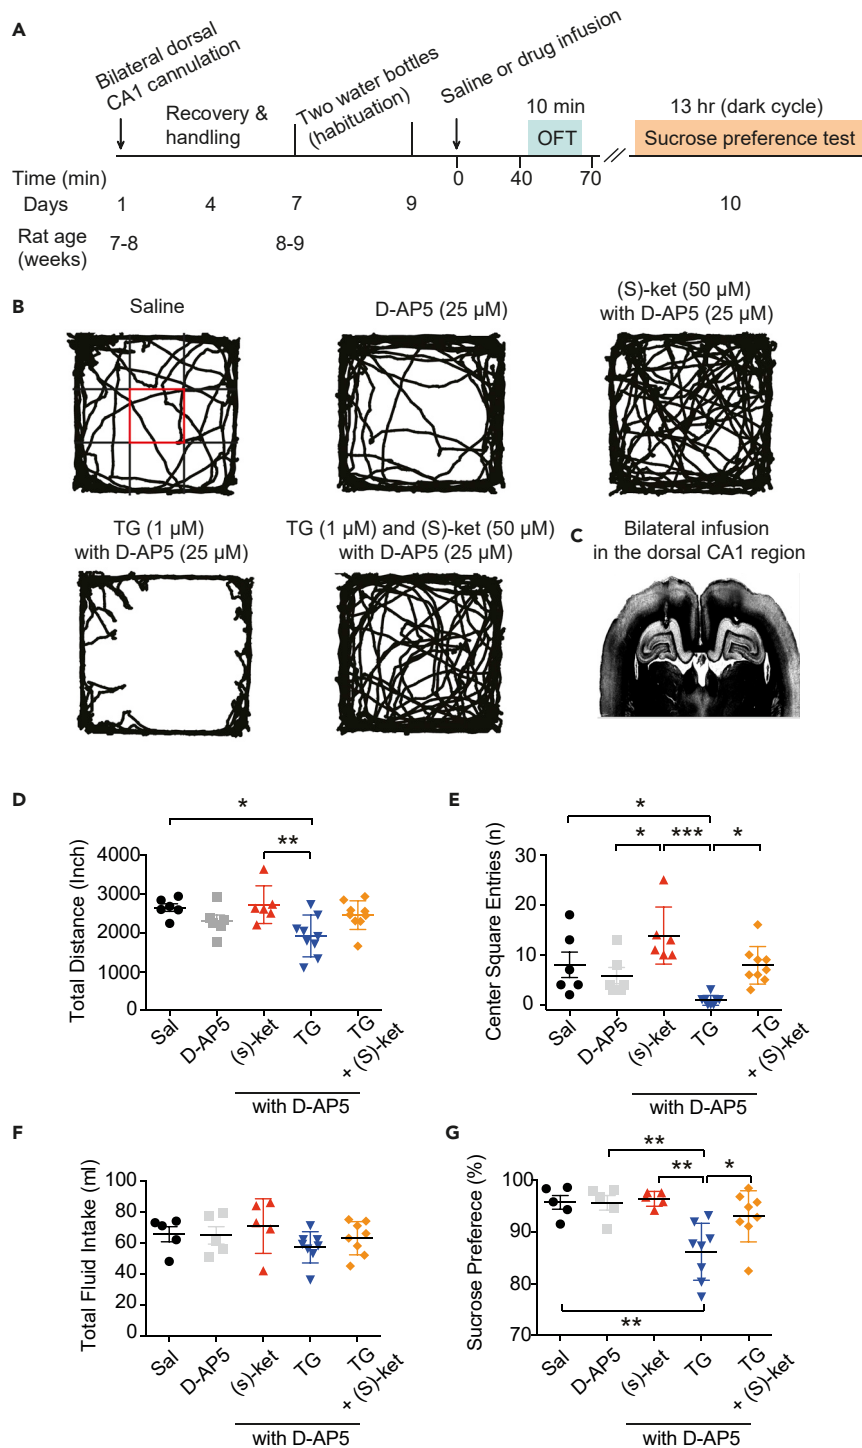 A
Bilateral dorsal
CA1 cannulation
Recovery &
handling
Two water bottles
(habituation)
Saline or drug infusion
10 min
OFT
13 hr (dark cycle)
Sucrose preference test
Time (min)
0
40
70
Days
1
4
7
9
10
Rat age
(weeks)
7-8
8-9
B
Saline
D-AP5 (25 µM)
(S)-ket (50 µM)
with D-AP5 (25 µM)
TG (1 µM)
with D-AP5 (25 µM)
TG (1 µM) and (S)-ket (50 µM)
with D-AP5 (25 µM)
C
Bilateral infusion
in the dorsal CA1 region
D
Total Distance (Inch)
4000
3000
2000
1000
0
*
**
Sal
D-AP5
(s)-ket
TG
TG
+ (S)-ket
with D-AP5
E
Center Square Entries (n)
30
20
10
0
*
*
***
*
Sal
D-AP5
(s)-ket
TG
TG
+ (S)-ket
with D-AP5
F
Total Fluid Intake (ml)
100
80
60
40
20
0
Sal
D-AP5
(s)-ket
TG
TG
+ (S)-ket
with D-AP5
G
Sucrose Preferece (%)
100
90
80
70
**
**
*
**
Sal
D-AP5
(s)-ket
TG
TG
+ (S)-ket
with D-AP5